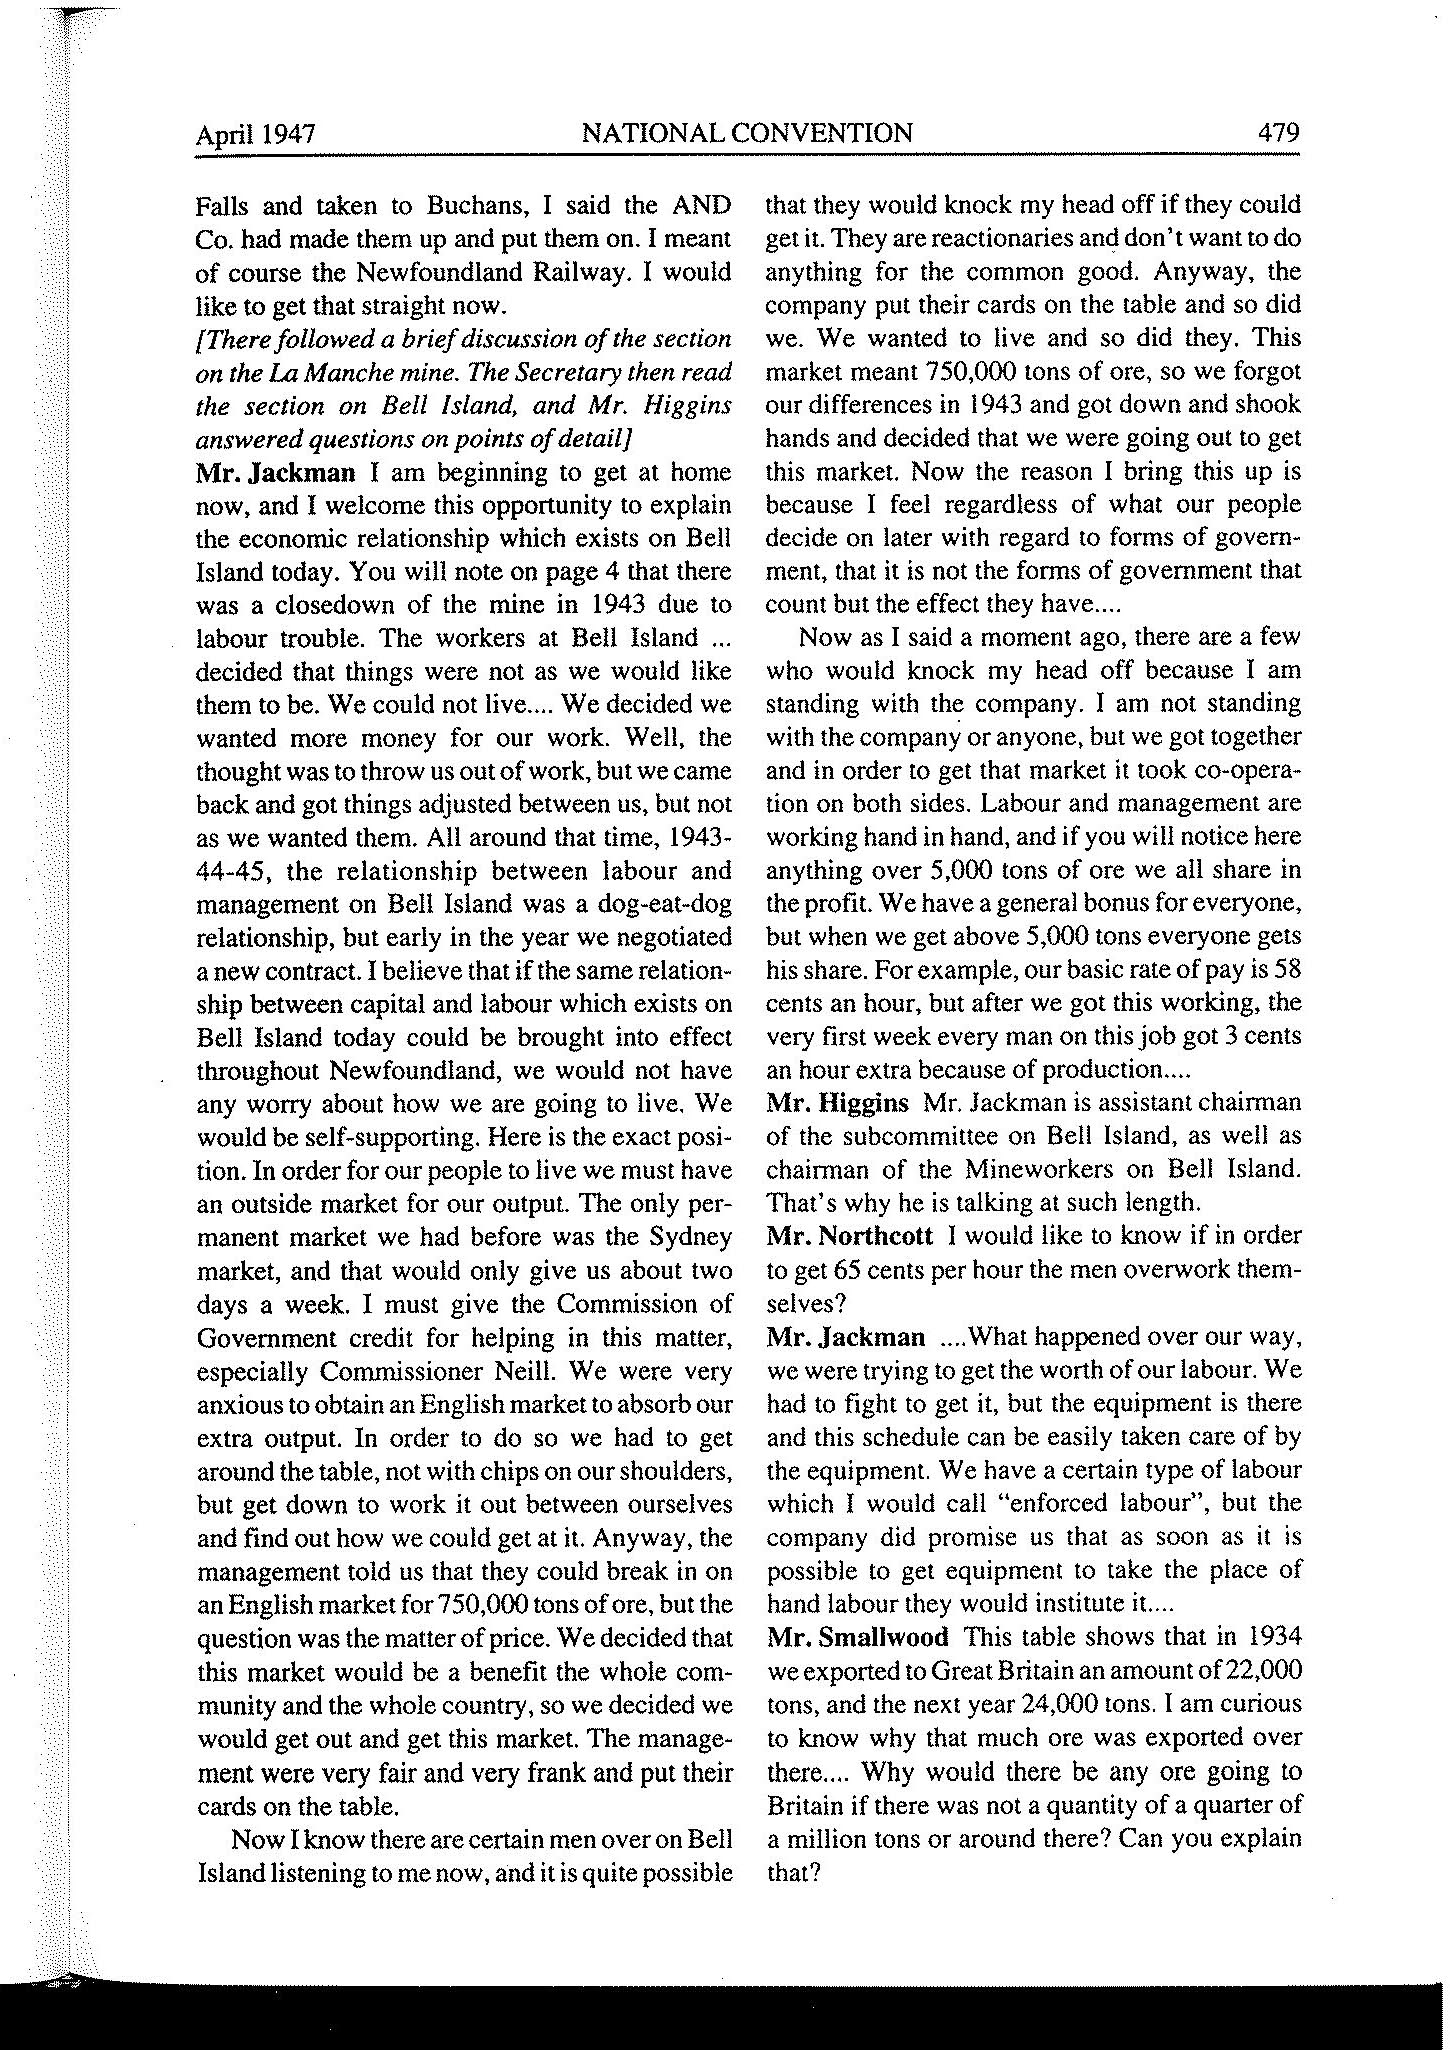 April 1947 NATIONAL CONVENTION 479
Falls and taken to Buchans, I said the AND
Co. had made them up and put them on. I meant
of course the Newfoundland Railway. I would
like to get that straight now.
[There followed a brief discussion of the section
on the La Manche mine. The Secretary then read
the section on Bell Island, and Mr. Higgins
answered questions on points of detail]
Mr. Jackman I am beginning to get at home
now, and I welcome this opportunity to explain
the economic relationship which exists on Bell
Island today. You will note on page 4 that there
was a closedown of the mine in 1943 due to
labour trouble. The workers at Bell Island ...
decided that things were not as we would like
them to be. We could not live.... We decided we
wanted more money for our work. Well, the
thought was to throw us out of work, but we came
back and got things adjusted between us, but not
as we wanted them. All around that time, 1943-
44-45, the relationship between labour and
management on Bell Island was a dog-eat-dog
relationship, but early in the year we negotiated
a new contract. I believe that if the same relation-
ship between capital and labour which exists on
Bell Island today could be brought into effect
throughout Newfoundland, we would not have
any worry about how we are going to live. We
would be self-supporting. Here is the exact posi-
tion. In order for our people to live we must have
an outside market for our output. The only per-
manent market we had before was the Sydney
market, and that would only give us about two
days a week. I must give the Commission of
Government credit for helping in this matter,
especially Commissioner Neill. We were very
anxious to obtain an English market to absorb our
extra output. In order to do so we had to get
around the table, not with chips on our shoulders,
but get down to work it out between ourselves
and find out how we could get at it. Anyway, the
management told us that they could break in on
an English market for 750,000 tons of ore, but the
question was the matter of price. We decided that
this market would be a benefit the whole com-
munity and the whole country, so we decided we
would get out and get this market. The manage-
ment were very fair and very frank and put their
cards on the table.
Now I know there are certain men over on Bell
Island listening to me now, and it is quite possible
that they would knock my head off if they could
get it. They are reactionaries and don't want to do
anything for the common good. Anyway, the
company put their cards on the table and so did
we. We wanted to live and so did they. This
market meant 750,000 tons of ore, so we forgot
our differences in 1943 and got down and shook
hands and decided that we were going out to get
this market. Now the reason I bring this up is
because I feel regardless of what our people
decide on later with regard to forms of govern-
ment, that it is not the forms of government that
count but the effect they have....
Now as I said a moment ago, there are a few
who would knock my head off because I am
standing with the company. I am not standing
with the company or anyone, but we got together
and in order to get that market it took co-opera-
tion on both sides. Labour and management are
working hand in hand, and if you will notice here
anything over 5,000 tons of ore we all share in
the profit. We have a general bonus for everyone,
but when we get above 5,000 tons everyone gets
his share. For example, our basic rate of pay is 58
cents an hour, but after we got this working, the
very first week every man on this job got 3 cents
an hour extra because of production....
Mr. Higgins Mr. Jackman is assistant chairman
of the subcommittee on Bell Island, as well as
chairman of the Mineworkers on Bell Island.
That's why he is talking at such length.
Mr. Northcott I would like to know if in order
to get 65 cents per hour the men overwork them-
selves?
Mr. Jackman ....What happened over our way,
we were trying to get the worth of our labour. We
had to fight to get it, but the equipment is there
and this schedule can be easily taken care of by
the equipment. We have a certain type of labour
which I would call "enforced labour", but the
company did promise us that as soon as it is
possible to get equipment to take the place of
hand labour they would institute it....
Mr. Smallwood This table shows that in 1934
we exported to Great Britain an amount of 22,000
tons, and the next year 24,000 tons. I am curious
to know why that much ore was exported over
there.... Why would there be any ore going to
Britain if there was not a quantity of a quarter of
a million tons or around there? Can you explain
that?